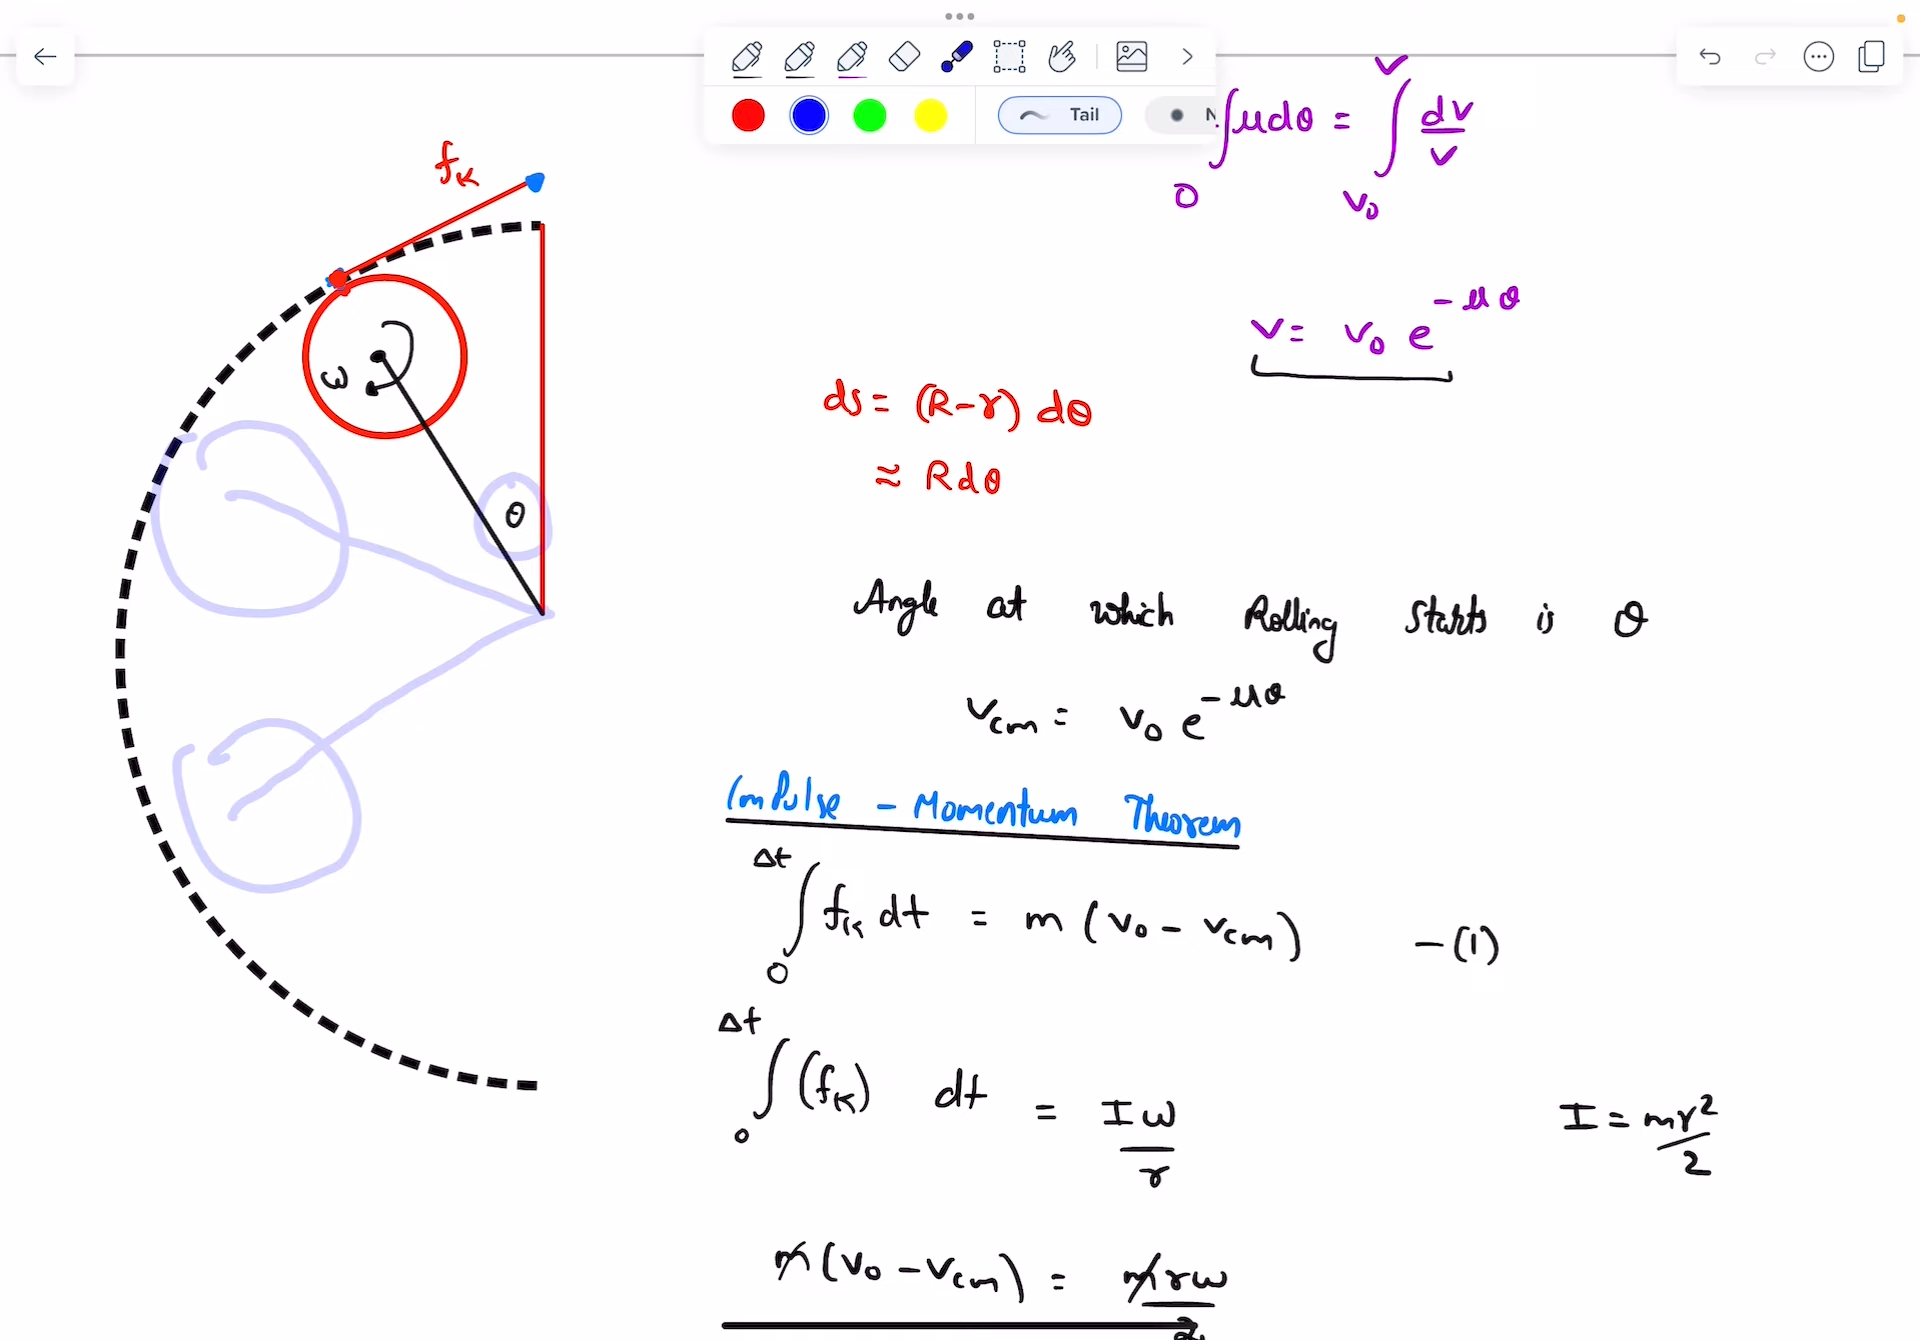 Tail
N
∫₀ μdθ = ∫_{v₀}^{v} dv/v
f_K
v = v₀ e^{-μθ}
ω
ds = (R-r) dθ
≈ Rdθ
θ
Angle at which Rolling Starts is θ
v_cm = v₀ e^{-μθ}
Impulse - Momentum Theorem
∫₀^{Δt} f_K dt = m (v₀ - v_cm) -(1)
∫₀^{Δt} (f_K) dt = Iω/r
I = mr²/2
m (v₀ - v_cm) = mrω/2